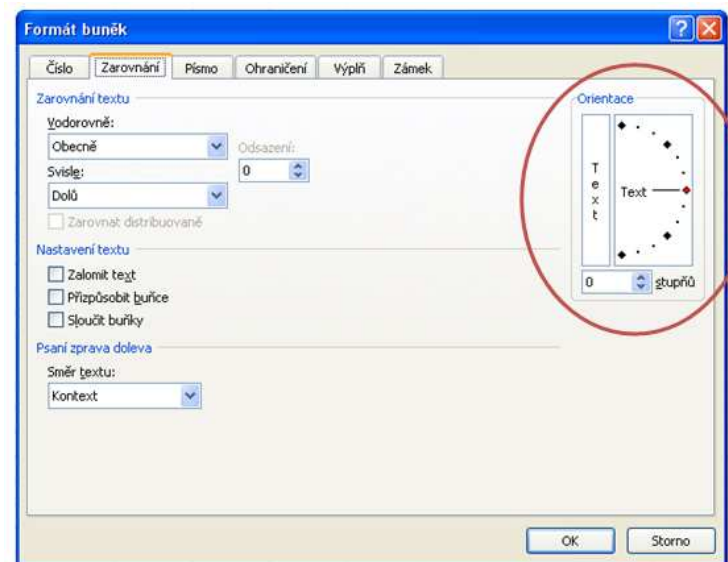 Formát buněk
Číslo Zarovnání Písmo Ohraničení Výplň Zámek
Zarovnání textu
Vodorovně:
Obecně
Odsazení:
Svisle:
0
Dolů
Zarovnat distribuovaně
Nastavení textu
Zalomit text
Přizpůsobit buňce
Sloučit buňky
Psaní zprava doleva
Směr textu:
Kontext
Orientace
Text
Text
0 stupňů
OK Storno